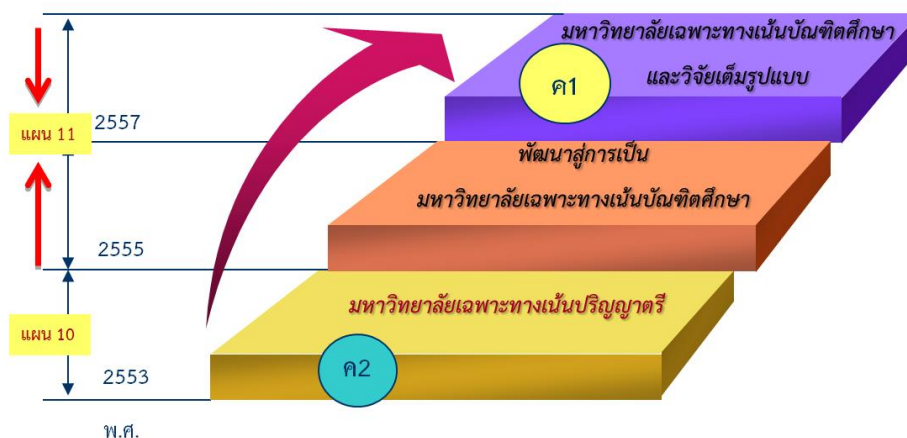 มหาวิทยาลัยเฉพาะทางเน้นบัณฑิตศึกษา
และวิจัยเต็มรูปแบบ
ค1
2557
แผน 11
พัฒนาสู่การเป็น
มหาวิทยาลัยเฉพาะทางเน้นบัณฑิตศึกษา
2555
มหาวิทยาลัยเฉพาะทางเน้นปริญญาตรี
แผน 10
ค2
2553
พ.ศ.